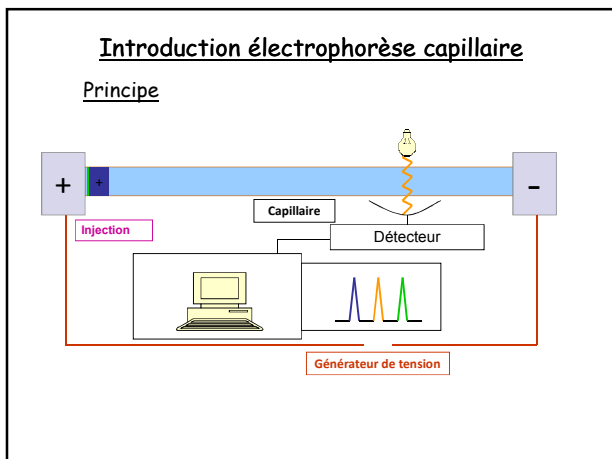 Introduction électrophorèse capillaire
Principe
+
+
-
Capillaire
Injection
Détecteur
Générateur de tension